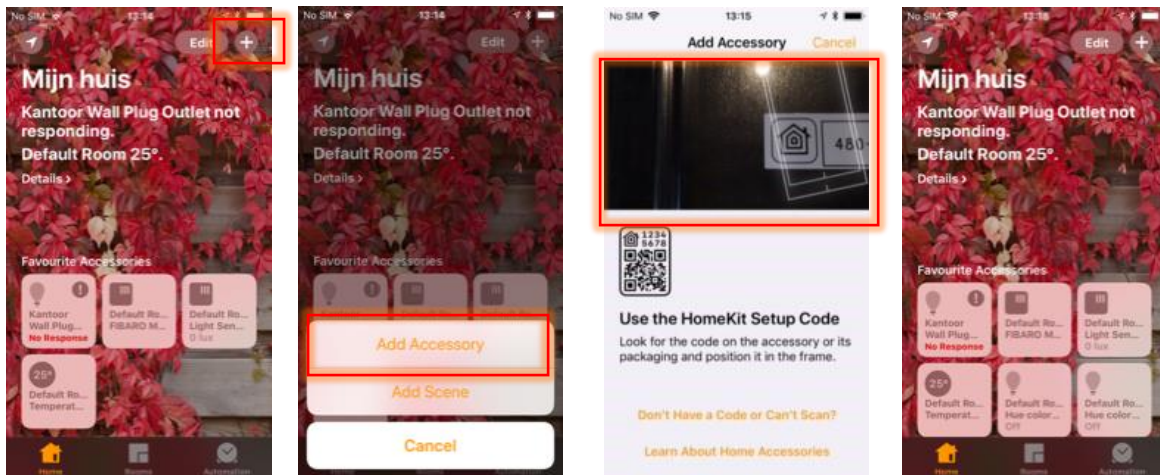 No SIM 13:14
Edit +
Mijn huis
Kantoor Wall Plug Outlet not
responding.
Default Room 25°.
Details >
Favourite Accessories
Kantoor
Wall Plug...
No Response
Default Ro...
FIBARO M...
Default Ro...
Light Sen...
0 lux
25°
Default Ro...
Temperat...
Home Rooms Automation
No SIM 13:14
Edit +
Mijn huis
Kantoor Wall Plug Outlet not
responding.
Default Room 25°.
Details >
Favourite Accessories
Add Accessory
Add Scene
Cancel
No SIM 13:15
Add Accessory Cancel
480
1234
5678
Use the HomeKit Setup Code
Look for the code on the accessory or its
packaging and position it in the frame.
Don't Have a Code or Can't
Scan?
Learn About Home Accessories
No SIM
Edit +
Mijn huis
Kantoor Wall Plug Outlet not
responding.
Default Room 25°.
Details >
Favourite Accessories
Kantoor
Wall Plug...
No Response
Default Ro...
FIBARO M...
Default Ro...
Light Sen...
0 lux
25°
Default Ro...
Temperat...
Default Ro...
Hue color...
Off
Default Ro...
Hue color...
Off
Home Rooms Automation